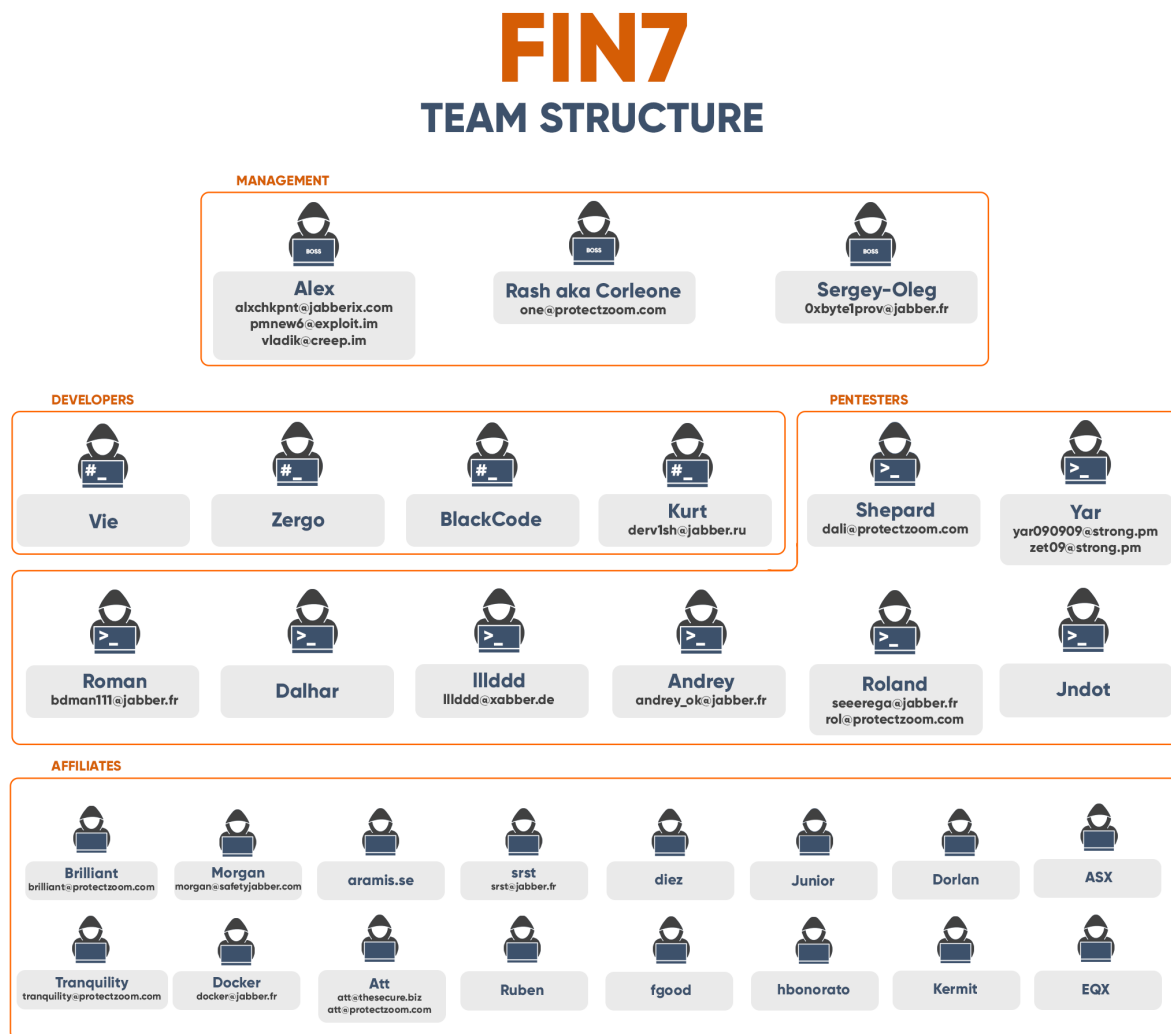 FIN7
TEAM STRUCTURE
MANAGEMENT
BOSS
BOSS
BOSS
Alex
alxchkpnt@jabberix.com
pmnew6@exploit.im
vladik@creep.im
Rash aka Corleone
one@protectzoom.com
Sergey-Oleg
0xbyte1prov@jabber.fr
DEVELOPERS
#_
#_
#_
#_
Vie
Zergo
BlackCode
Kurt
derv1sh@jabber.ru
PENTESTERS
>_
>_
Shepard
dali@protectzoom.com
Yar
yar090909@strong.pm
zet09@strong.pm
>_
>_
>_
>_
>_
>_
Roman
bdman111@jabber.fr
Dalhar
lllddd
lllddd@xabber.de
Andrey
andrey_ok@jabber.fr
Roland
seeerega@jabber.fr
rol@protectzoom.com
Jndot
AFFILIATES
Brilliant
brilliant@protectzoom.com
Morgan
morgan@safetyjabber.com
aramis.se
srst
srst@jabber.fr
diez
Junior
Dorlan
ASX
Tranquility
tranquility@protectzoom.com
Docker
docker@jabber.fr
Att
att@thesecure.biz
att@protectzoom.com
Ruben
fgood
hbonorato
Kermit
EQX